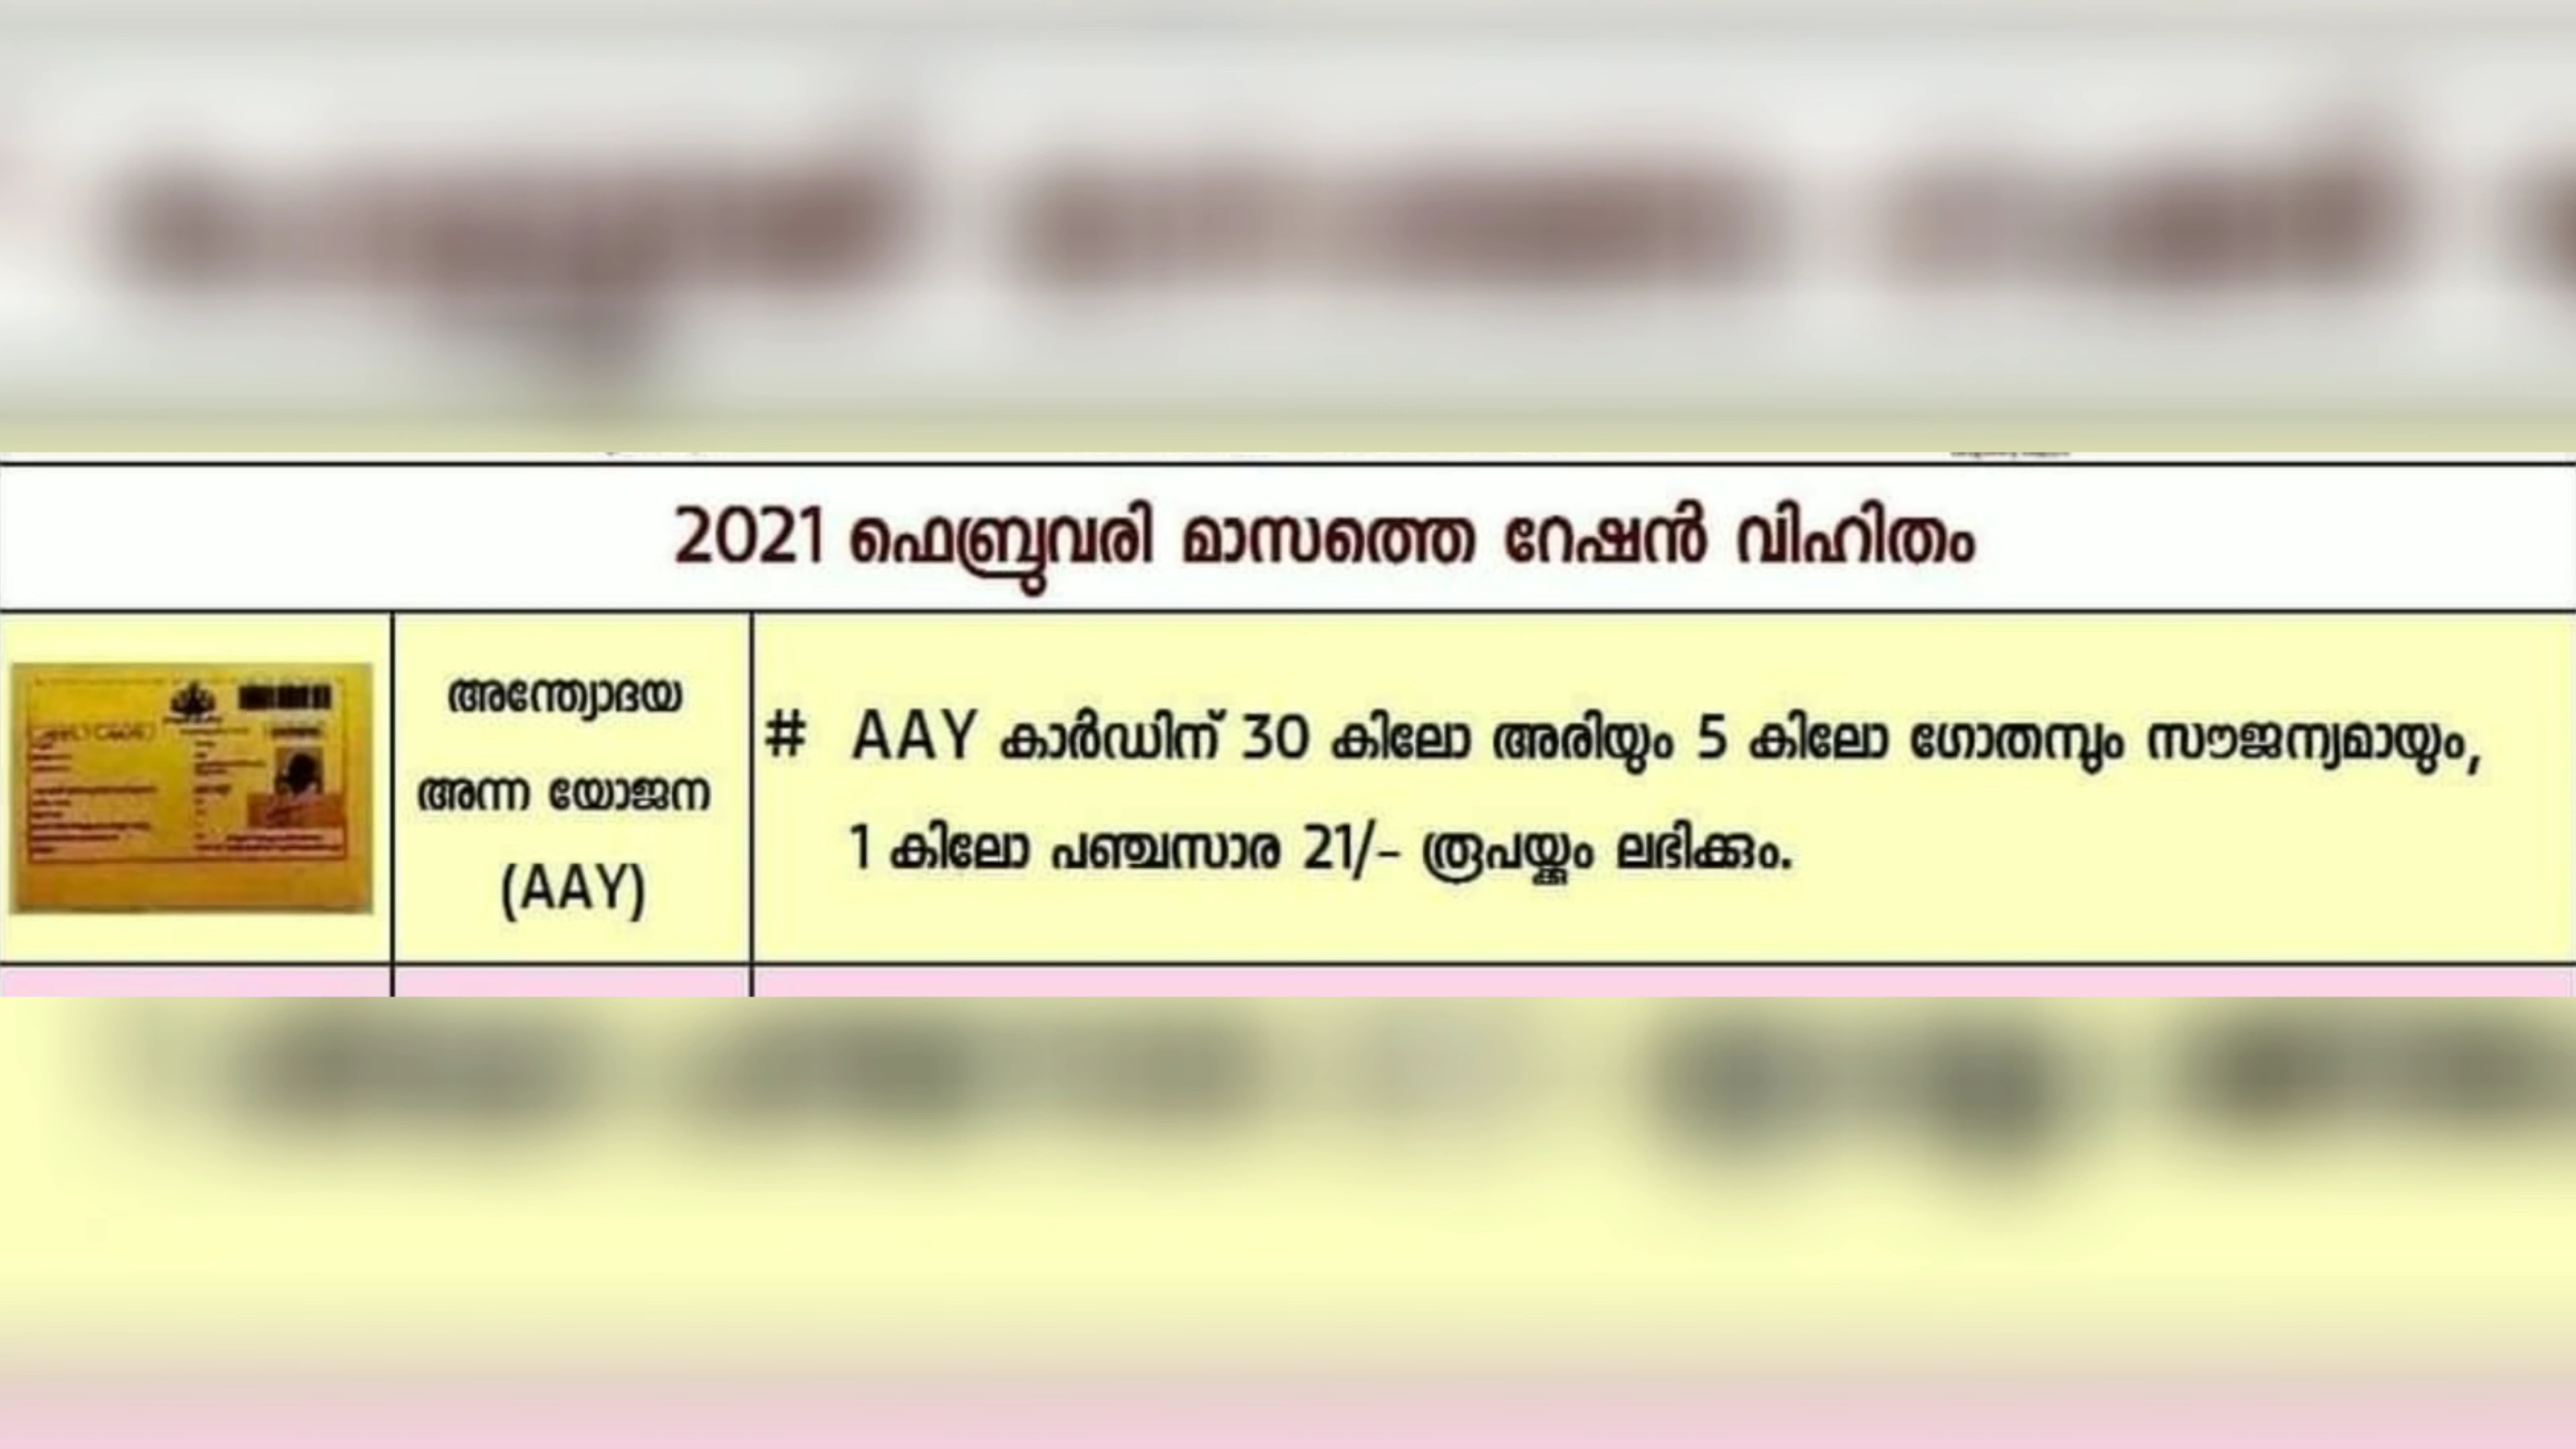 2021 ഫെബ്രുവരി മാസത്തെ റേഷൻ വിഹിതം
അന്ത്യോദയ
അന്ന യോജന
(AAY)
# AAY കാർഡിന് 30 കിലോ അരിയും 5 കിലോ ഗോതമ്പും സൗജന്യമായും,
1 കിലോ പഞ്ചസാര 21/- രൂപയ്ക്കും ലഭിക്കും.